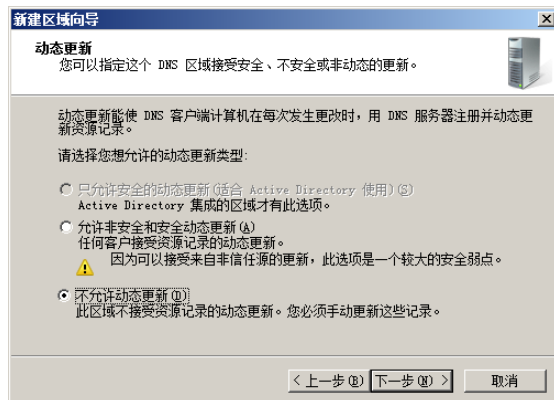 新建区域向导
动态更新
您可以指定这个 DNS 区域接受安全、不安全或非动态的更新。
动态更新能使 DNS 客户端计算机在每次发生更改时，用 DNS 服务器注册并动态更
新资源记录。
请选择您想允许的动态更新类型:
只允许安全的动态更新(适合 Active Directory 使用)(S)
Active Directory 集成的区域才有此选项。
允许非安全和安全动态更新(A)
任何客户接受资源记录的动态更新。
因为可以接受来自非信任源的更新，此选项是一个较大的安全弱点。
不允许动态更新(D)
此区域不接受资源记录的动态更新。您必须手动更新这些记录。
< 上一步(B) 下一步(N) > 取消